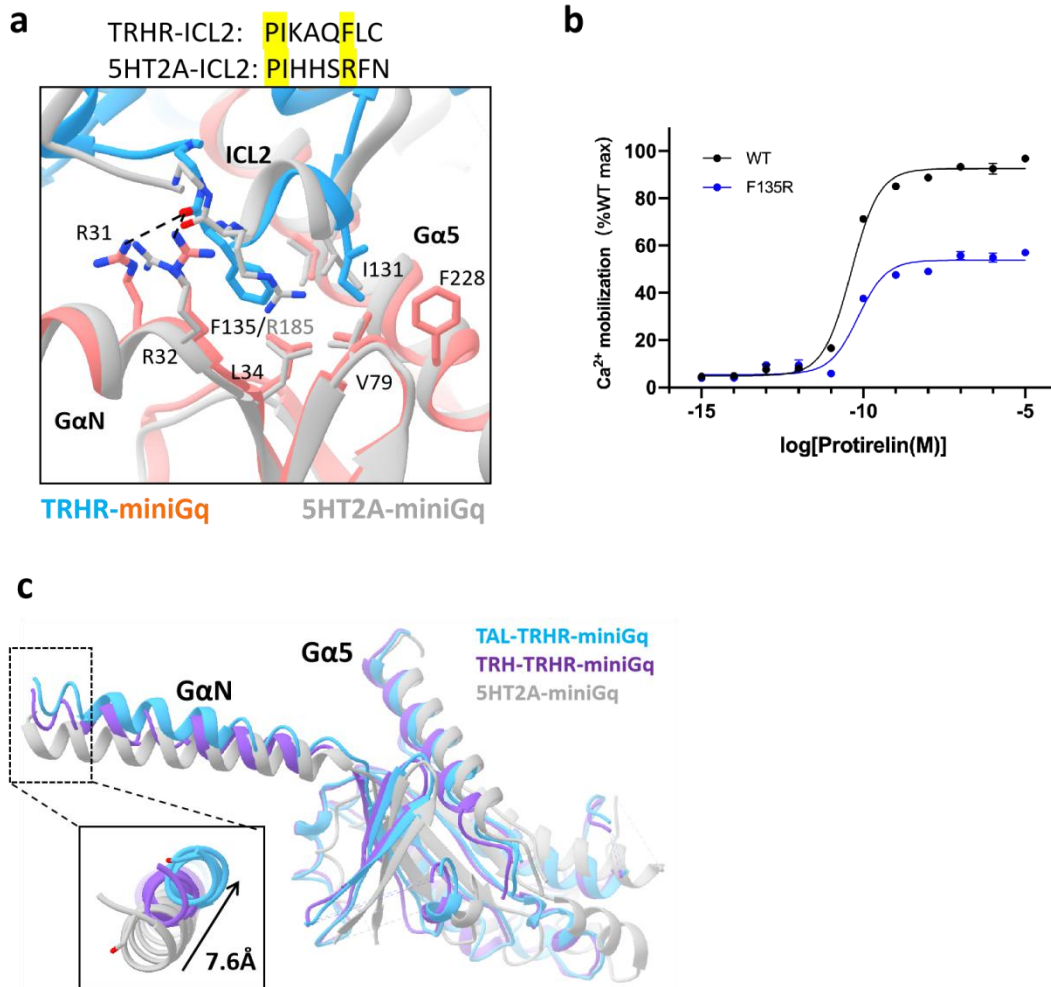 a
TRHR-ICL2: PIKAQFLC
5HT2A-ICL2: PIHHSRFN
ICL2
R31
Gα5
I131
F228
F135/R185
R32
L34
V79
GαN
TRHR-miniGq
5HT2A-miniGq
b
WT
F135R
Ca2+ mobilization (%WT max)
100
80
60
40
20
0
-15
-10
-5
log[Protirelin(M)]
c
Gα5
TAL-TRHR-miniGq
TRH-TRHR-miniGq
5HT2A-miniGq
GαN
7.6Å